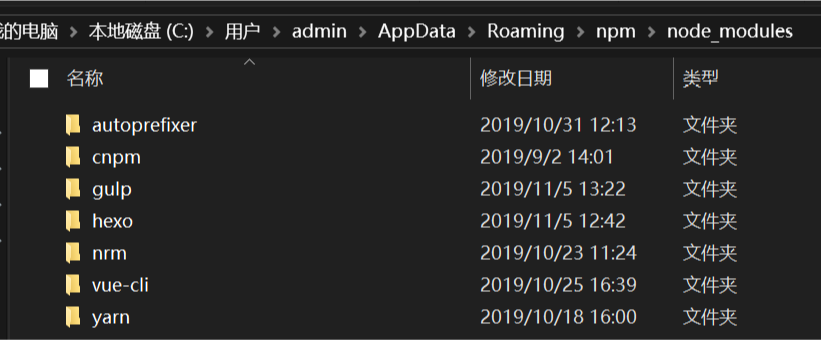 的电脑 > 本地磁盘 (C:) > 用户 > admin > AppData > Roaming > npm > node_modules
名称 修改日期 类型
autoprefixer 2019/10/31 12:13 文件夹
cnpm 2019/9/2 14:01 文件夹
gulp 2019/11/5 13:22 文件夹
hexo 2019/11/5 12:42 文件夹
nrm 2019/10/23 11:24 文件夹
vue-cli 2019/10/25 16:39 文件夹
yarn 2019/10/18 16:00 文件夹